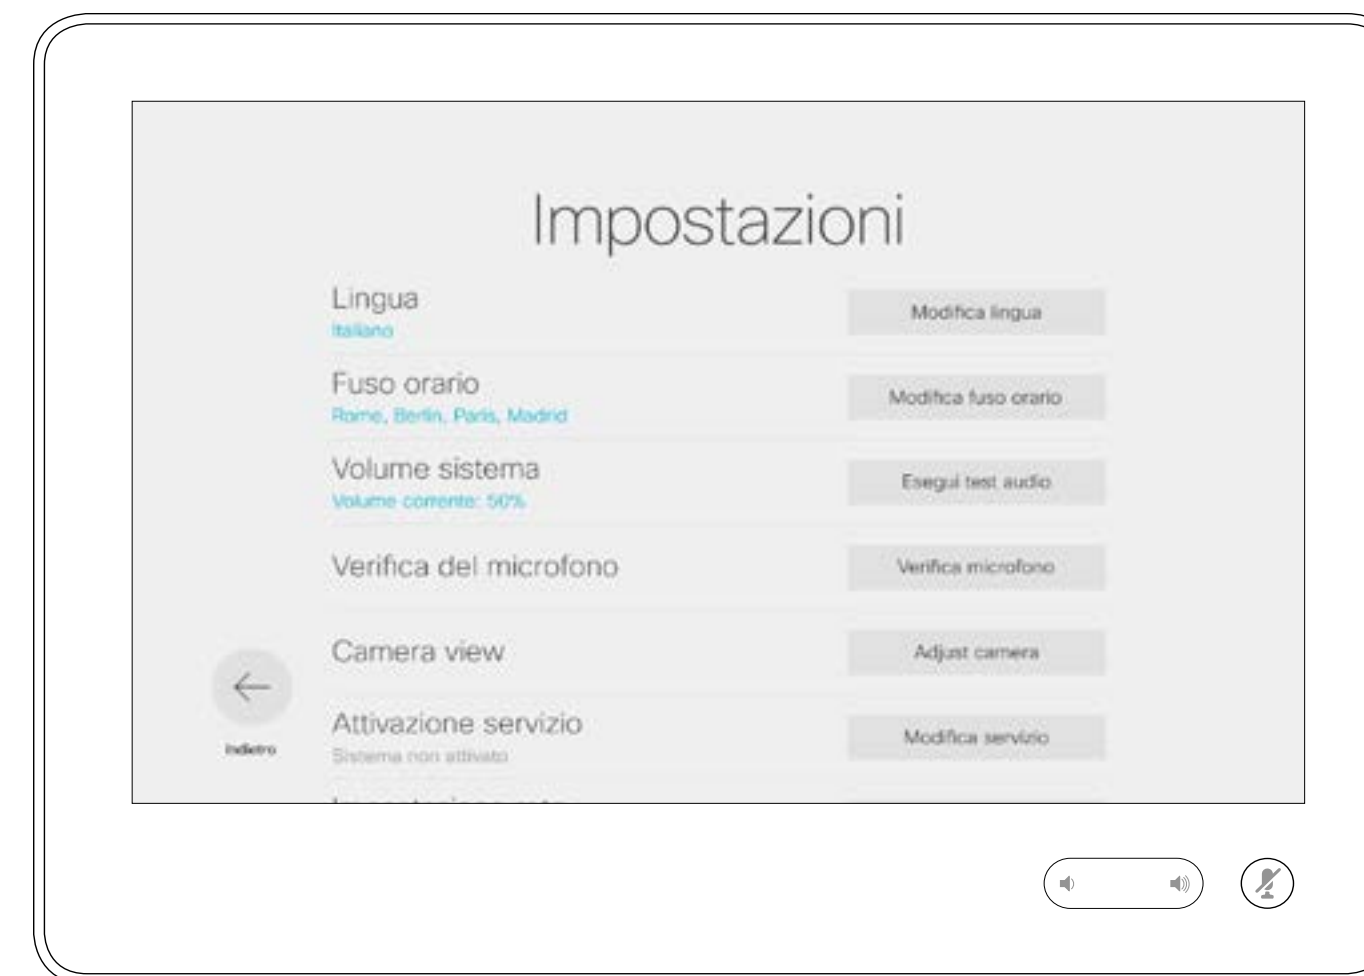 Impostazioni
Lingua
Italiano
Modifica lingua
Fuso orario
Rome, Berlin, Paris, Madrid
Modifica fuso orario
Volume sistema
Volume corrente: 50%
Esegui test audio
Verifica del microfono
Verifica microfono
Camera view
Adjust camera
Attivazione servizio
Sistema non attivato
Modifica servizio
Indietro